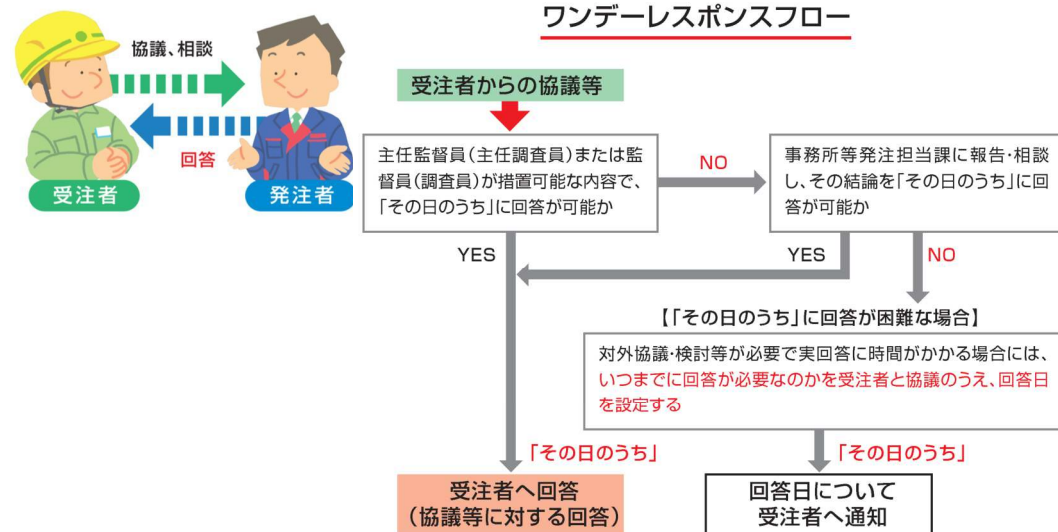 ワンデーレスポンスフロー
協議、相談
回答
受注者
発注者
受注者からの協議等
主任監督員(主任調査員)または監
督員(調査員)が措置可能な内容で、
「その日のうち」に回答が可能か
NO
事務所等発注担当課に報告・相談
し、その結論を「その日のうち」に回
答が可能か
YES
YES
NO
【「その日のうち」に回答が困難な場合】
対外協議・検討等が必要で実回答に時間がかかる場合には、
いつまでに回答が必要なのかを受注者と協議のうえ、回答日
を設定する
「その日のうち」
「その日のうち」
受注者へ回答
(協議等に対する回答)
回答日について
受注者へ通知